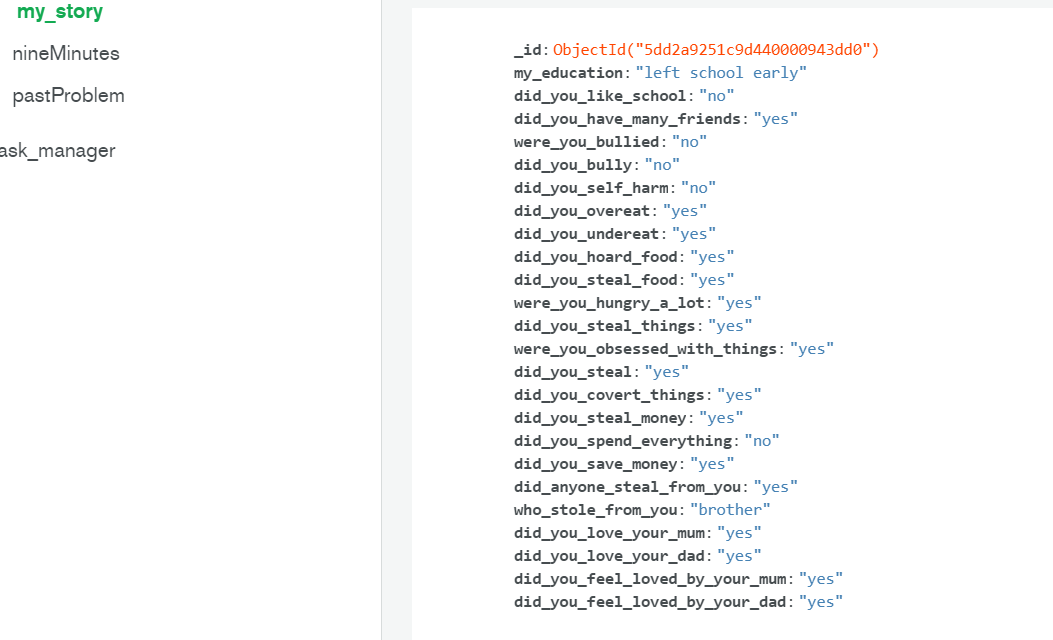 my_story
nineMinutes
pastProblem
ask_manager
_id: ObjectId("5dd2a9251c9d440000943dd0")
my_education: "left school early"
did_you_like_school: "no"
did_you_have_many_friends: "yes"
were_you_bullied: "no"
did_you_bully: "no"
did_you_self_harm: "no"
did_you_overeat: "yes"
did_you_undereat: "yes"
did_you_hoard_food: "yes"
did_you_steal_food: "yes"
were_you_hungry_a_lot: "yes"
did_you_steal_things: "yes"
were_you_obsessed_with_things: "yes"
did_you_steal: "yes"
did_you_covert_things: "yes"
did_you_steal_money: "yes"
did_you_spend_everything: "no"
did_you_save_money: "yes"
did_anyone_steal_from_you: "yes"
who_stole_from_you: "brother"
did_you_love_your_mum: "yes"
did_you_love_your_dad: "yes"
did_you_feel_loved_by_your_mum: "yes"
did_you_feel_loved_by_your_dad: "yes"